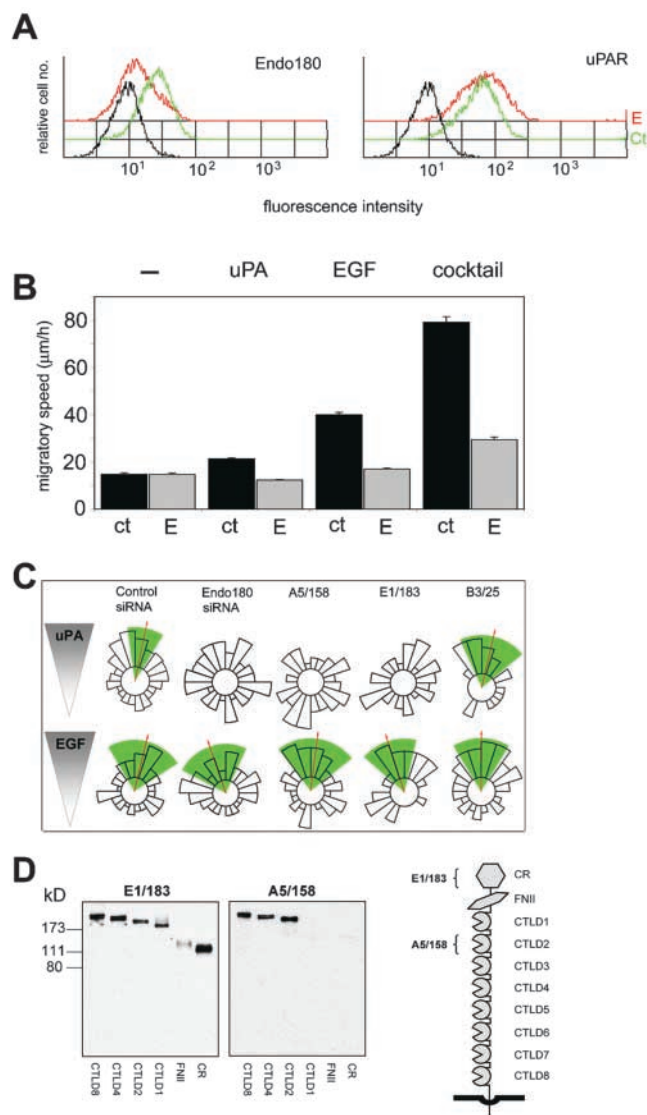 A
Endo180
uPAR
relative cell no.
E
Ct
10¹ 10² 10³
10¹ 10² 10³
fluorescence intensity
B
– uPA EGF cocktail
migratory speed (μm/h)
80
60
40
20
0
ct E ct E ct E ct E
C
Control siRNA
Endo180 siRNA
A5/158
E1/183
B3/25
uPA
EGF
D
kD
E1/183
A5/158
173
111
80
CTLD8 CTLD4 CTLD2 CTLD1 FNII CR
CTLD8 CTLD4 CTLD2 CTLD1 FNII CR
E1/183
A5/158
CR
FNII
CTLD1
CTLD2
CTLD3
CTLD4
CTLD5
CTLD6
CTLD7
CTLD8